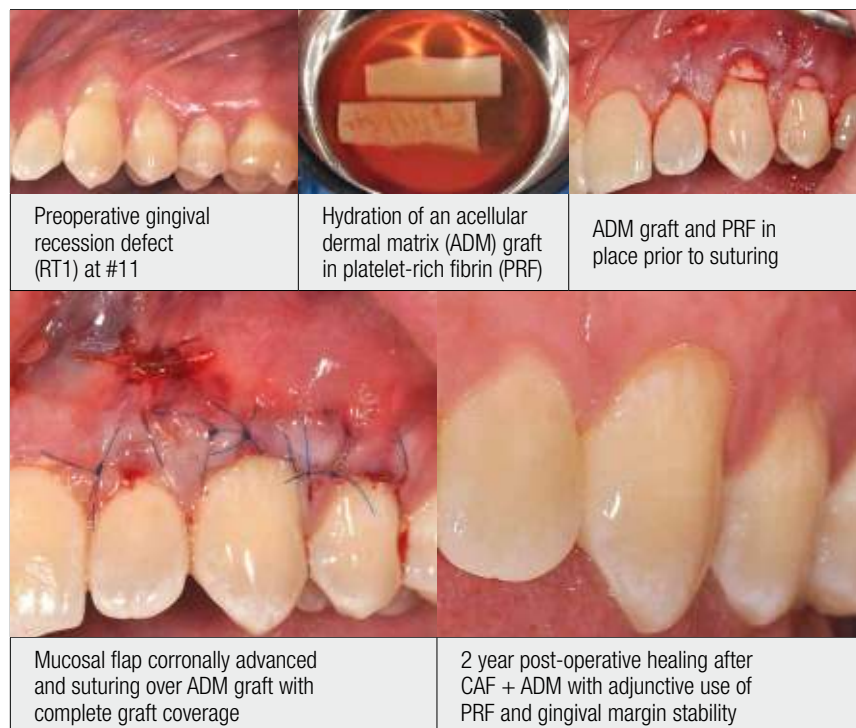 Preoperative gingival
recession defect
(RT1) at #11
Hydration of an acellular
dermal matrix (ADM) graft
in platelet-rich fibrin (PRF)
ADM graft and PRF in
place prior to suturing
Mucosal flap corronally advanced
and suturing over ADM graft with
complete graft coverage
2 year post-operative healing after
CAF + ADM with adjunctive use of
PRF and gingival margin stability